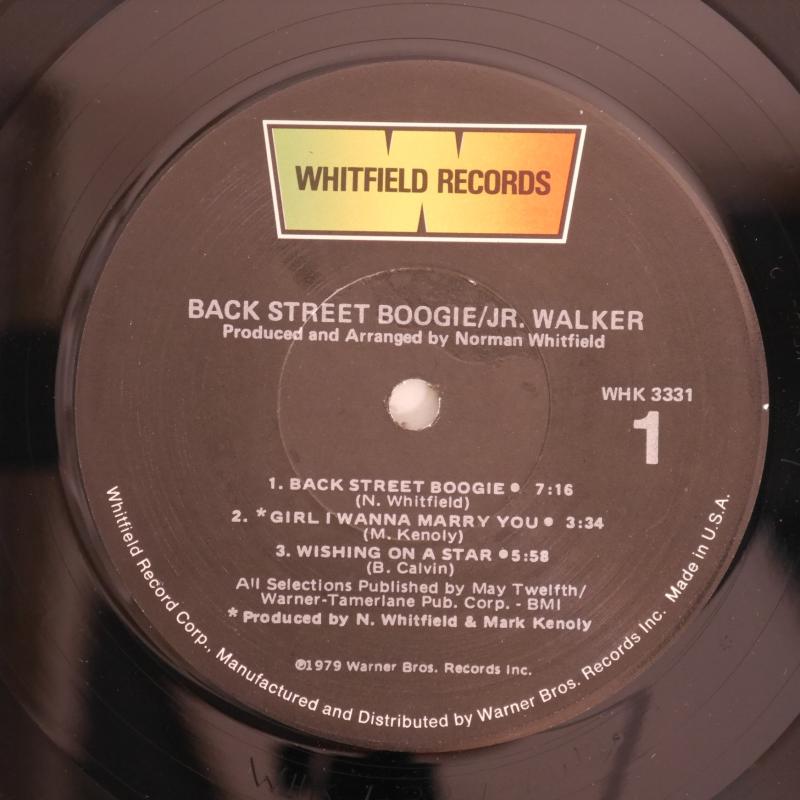 WHITFIELD RECORDS
BACK STREET BOOGIE/JR. WALKER
Produced and Arranged by Norman Whitfield
WHK 3331
1
1. BACK STREET BOOGIE • 7:16
(N. Whitfield)
2. *GIRL I WANNA MARRY YOU • 3:34
(M. Kenoly)
3. WISHING ON A STAR • 5:58
(B. Calvin)
All Selections Published by May Twelfth/
Warner-Tamerlane Pub. Corp. - BMI
* Produced by N. Whitfield & Mark Kenoly
℗1979 Warner Bros. Records Inc.
Whitfield Record Corp., Manufactured and Distributed by Warner Bros. Records Inc. Made in U.S.A.